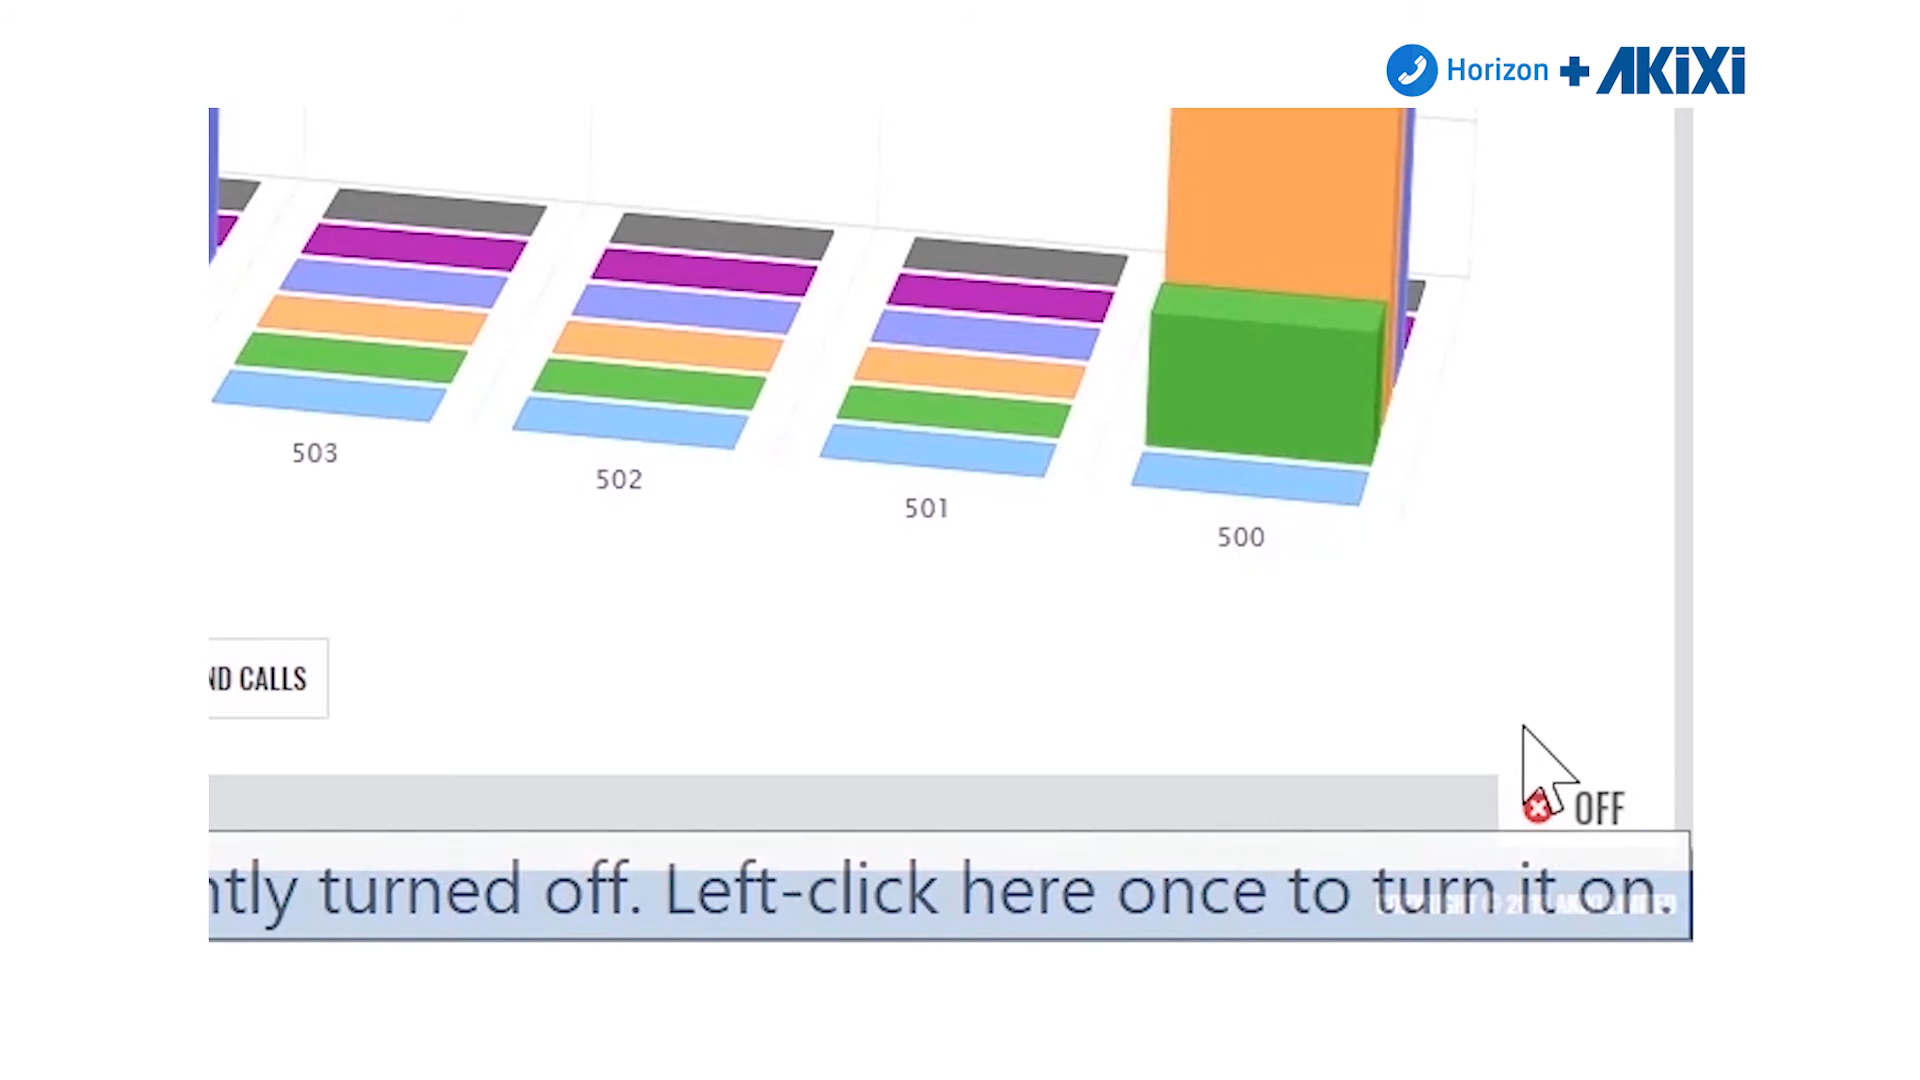 Horizon + AKiXi
503
502
501
500
ND CALLS
OFF
ntly turned off. Left-click here once to turn it on.